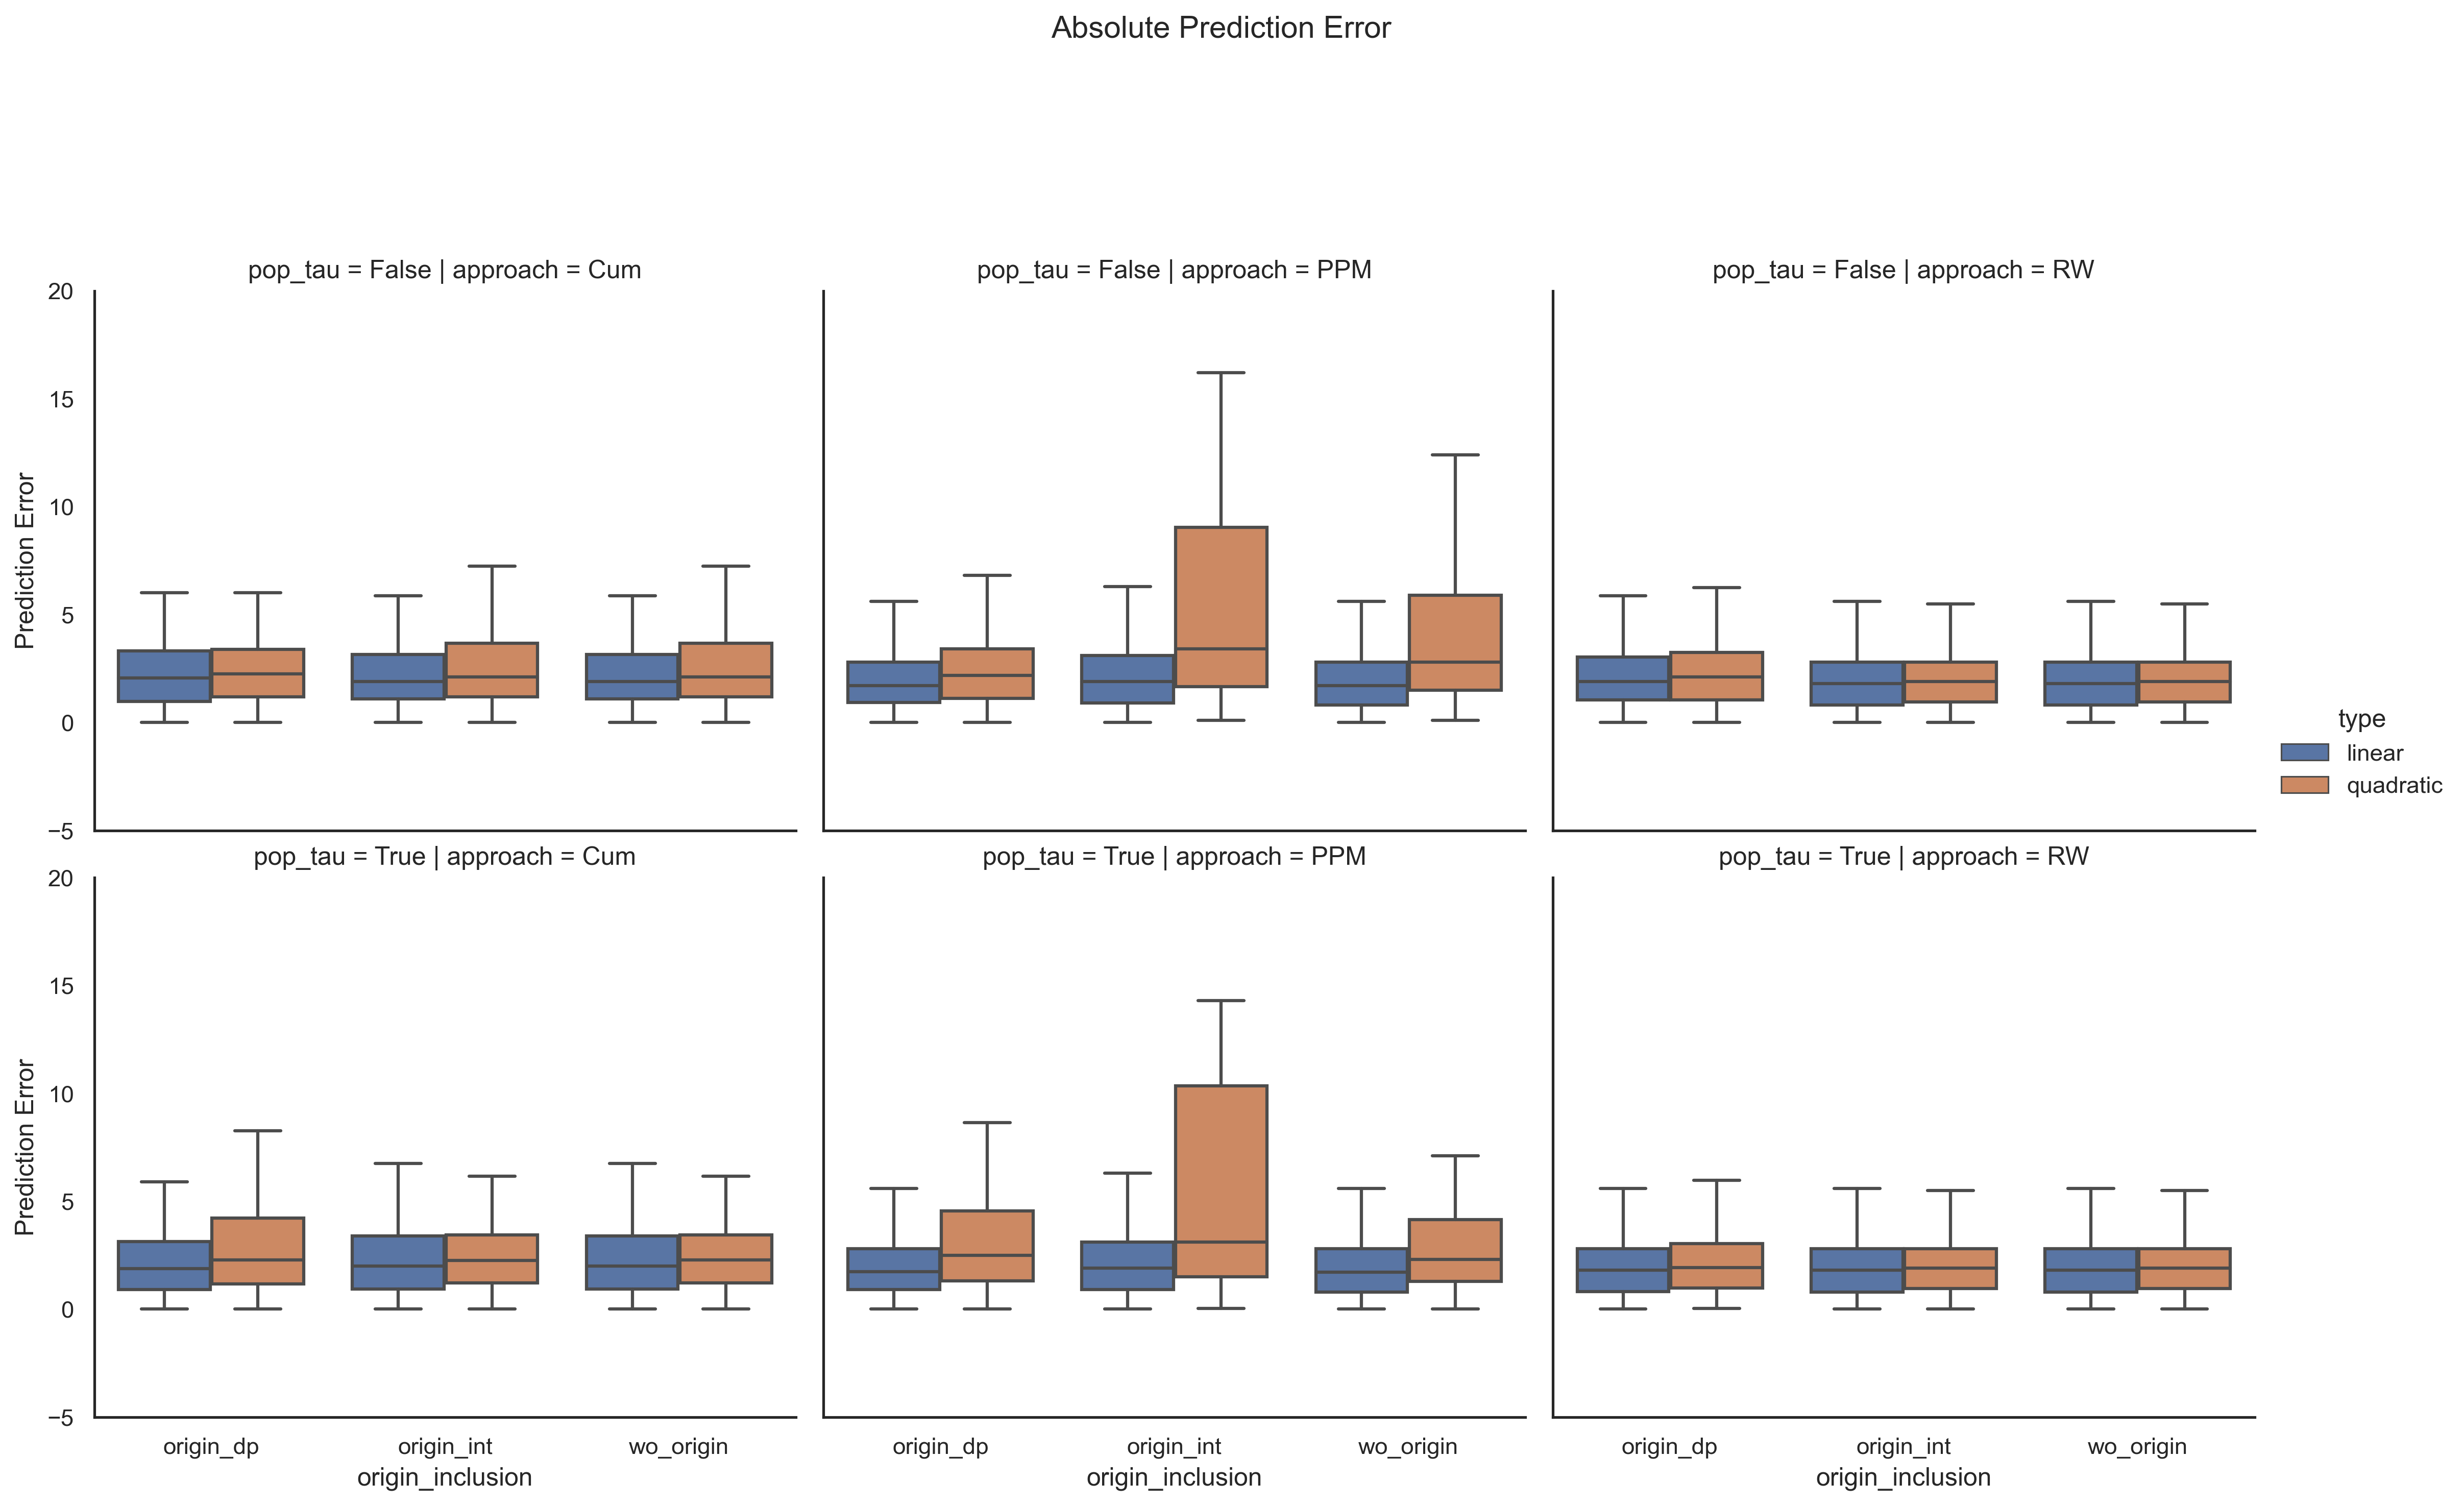 Absolute Prediction Error
pop_tau = False | approach = Cum
pop_tau = False | approach = PPM
pop_tau = False | approach = RW
20
15
10
5
0
−5
Prediction Error
type
linear
quadratic
pop_tau = True | approach = Cum
pop_tau = True | approach = PPM
pop_tau = True | approach = RW
20
15
10
5
0
−5
Prediction Error
origin_dp origin_int wo_origin
origin_inclusion
origin_dp origin_int wo_origin
origin_inclusion
origin_dp origin_int wo_origin
origin_inclusion